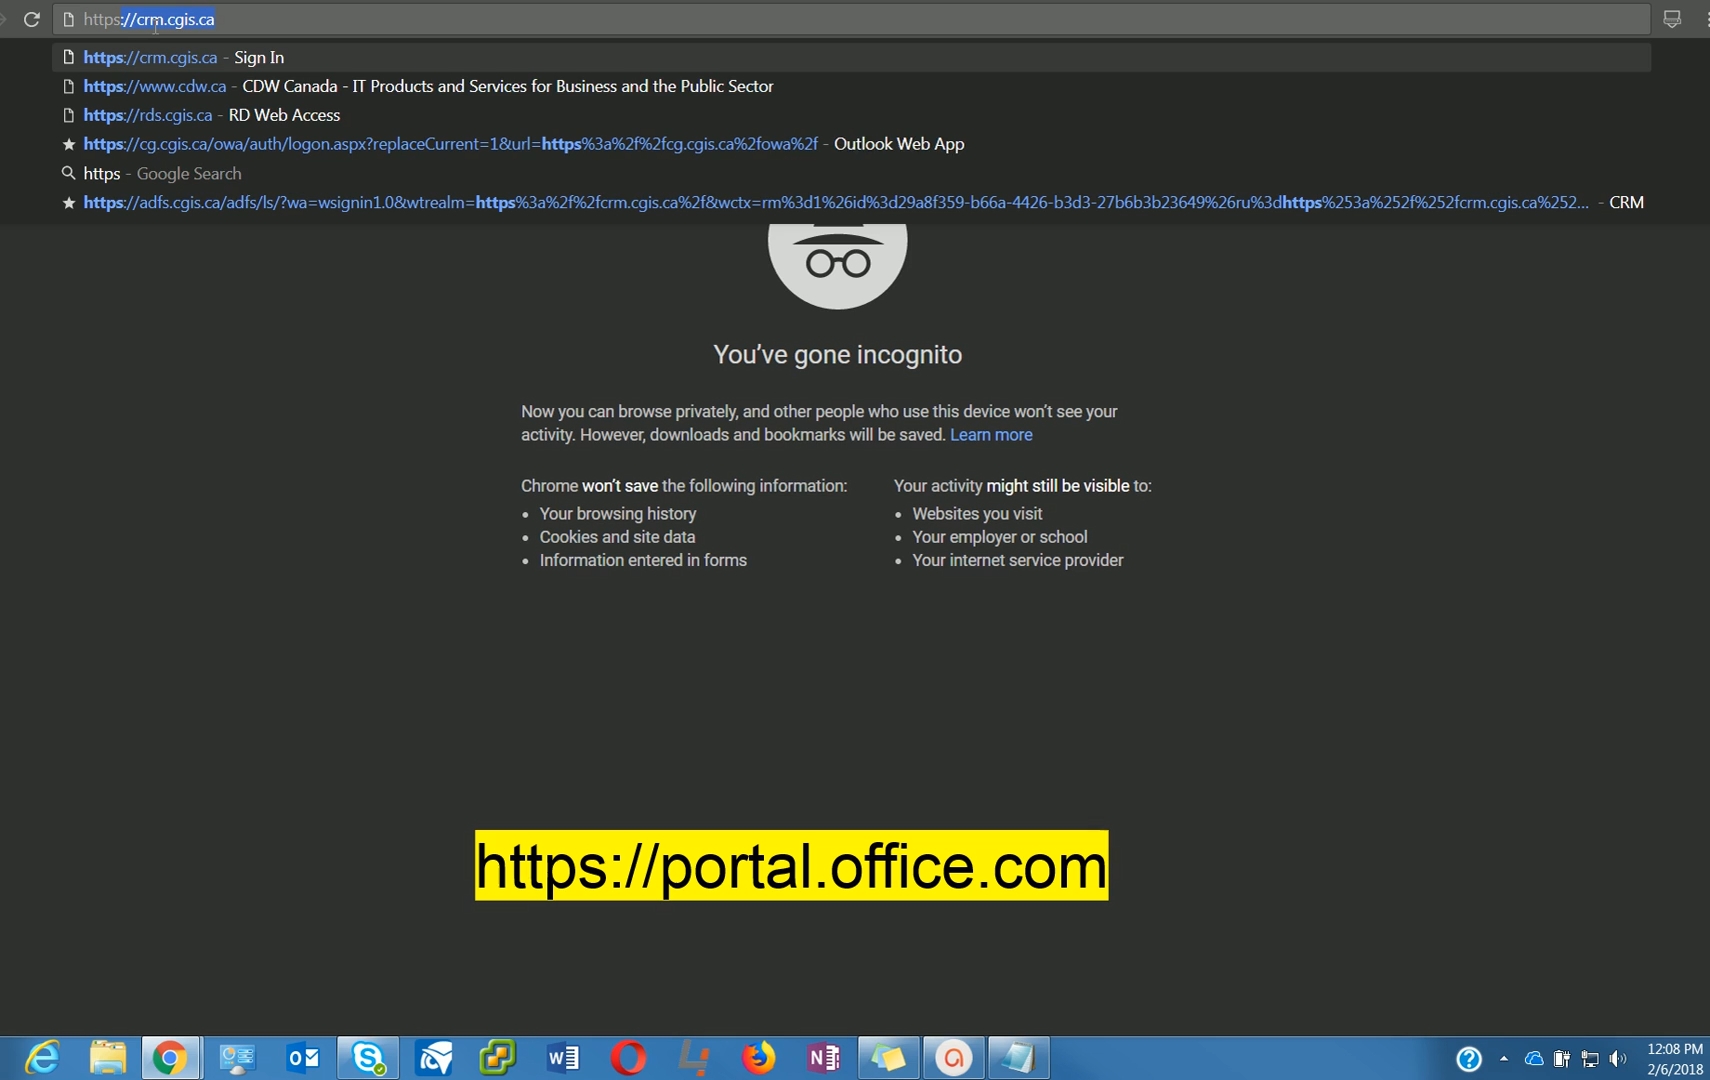 https://crm.cgis.ca
https://crm.cgis.ca - Sign In
https://www.cdw.ca - CDW Canada - IT Products and Services for Business and the Public Sector
https://rds.cgis.ca - RD Web Access
https://cg.cgis.ca/owa/auth/logon.aspx?replaceCurrent=1&url=https%3a%2f%2fcg.cgis.ca%2fowa%2f - Outlook Web App
https - Google Search
https://adfs.cgis.ca/adfs/ls/?wa=wsignin1.0&wtrealm=https%3a%2f%2fcrm.cgis.ca%2f&wctx=rm%3d1%26id%3d29a8f359-b66a-4426-b3d3-27b6b3b23649%26ru%3dhttps%253a%252f%252fcrm.cgis.ca%252... - CRM
You've gone incognito
Now you can browse privately, and other people who use this device won't see your
activity. However, downloads and bookmarks will be saved. Learn more
Chrome won't save the following information:
• Your browsing history
• Cookies and site data
• Information entered in forms
Your activity might still be visible to:
• Websites you visit
• Your employer or school
• Your internet service provider
https://portal.office.com
12:08 PM
2/6/2018